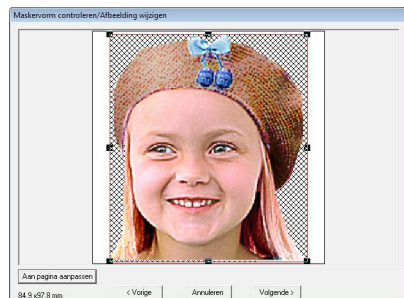 Maskervorm controleren/Afbeelding wijzigen
Aan pagina aanpassen
84.9 x97.8 mm
< Vorige Annuleren Volgende >